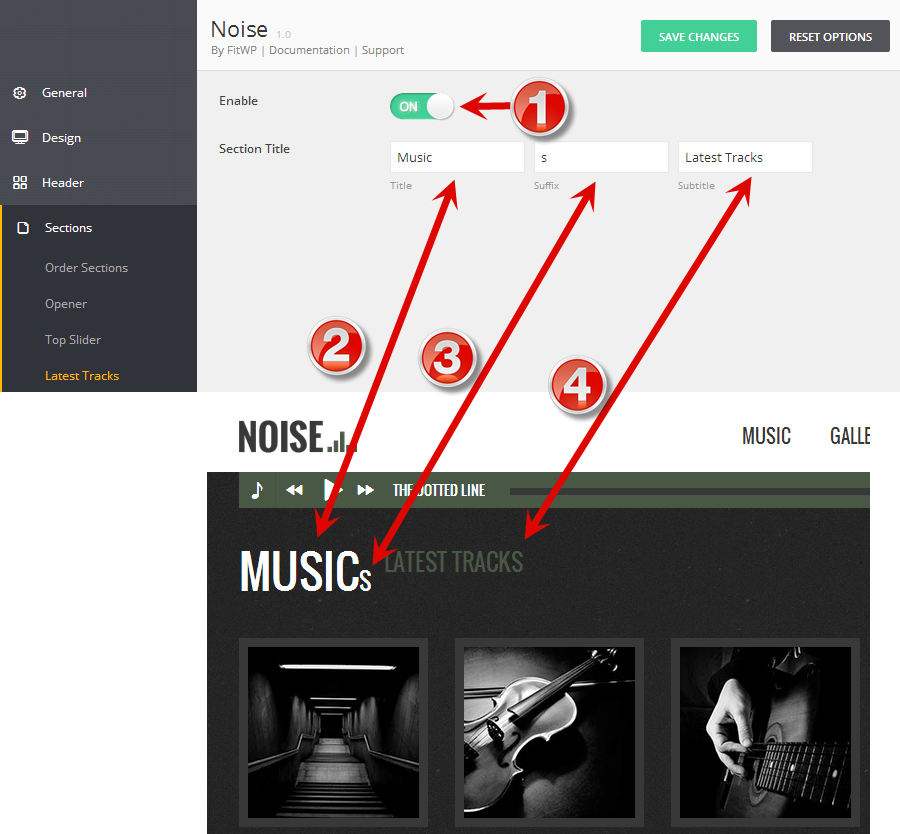 Noise 1.0
By FitWP | Documentation | Support
SAVE CHANGES
RESET OPTIONS
General
Design
Header
Sections
Order Sections
Opener
Top Slider
Latest Tracks
Enable
ON
1
Section Title
Music
s
Latest Tracks
Title
Suffix
Subtitle
2
3
4
NOISE
MUSIC
GALLE
THE DOTTED LINE
MUSICs LATEST TRACKS